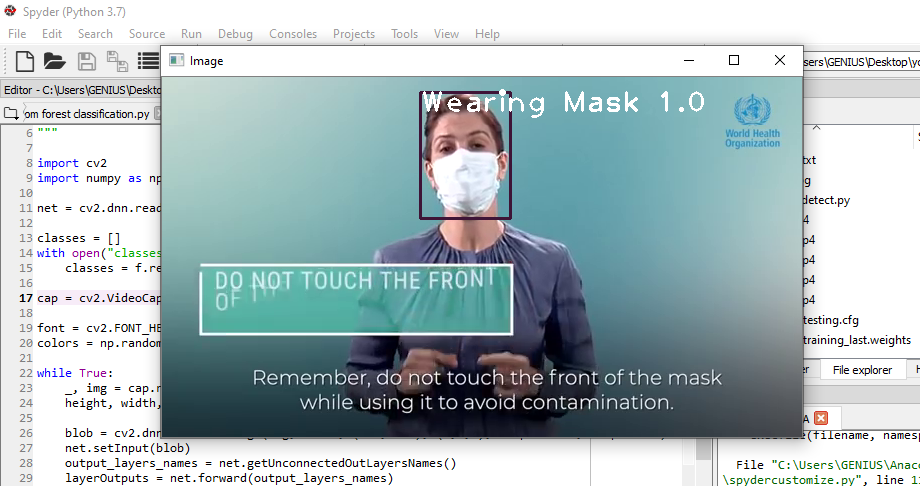 Spyder (Python 3.7)
File Edit Search Source Run Debug Consoles Projects Tools View Help
Image
sers\GENIUS\Desktop\yo
Editor - C:\Users\GENIUS\Deskto
om forest classification.py
6 """
7
8 import cv2
9 import numpy as np
10
11 net = cv2.dnn.read
12
13 classes = []
14 with open("classes
15 classes = f.re
16
17 cap = cv2.VideoCap
18
19 font = cv2.FONT_HE
20 colors = np.random
21
22 while True:
23 _, img = cap.r
24 height, width,
25
26 blob = cv2.dnn
27 net.setInput(blob)
28 output_layers_names = net.getUnconnectedOutLayersNames()
29 layerOutputs = net.forward(output_layers_names)
Wearing Mask 1.0
World Health
Organization
DO NOT TOUCH THE FRONT
OF
Remember, do not touch the front of the mask
while using it to avoid contamination.
txt
g
detect.py
4
p4
p4
p4
p4
testing.cfg
training_last.weights
er File explorer H
A
(filename, namesp
File "C:\Users\GENIUS\Anaco
\spydercustomize.py", line 11